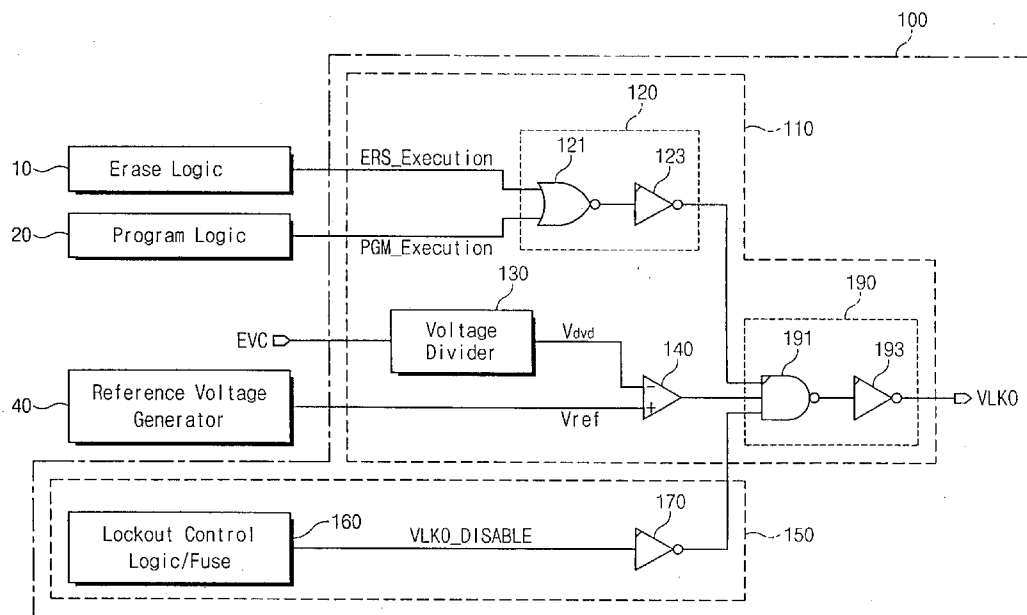 100
120
110
121
123
10
Erase Logic
ERS_Execution
20
Program Logic
PGM_Execution
130
190
EVC
Voltage
Divider
Vdvd
140
191
193
40
Reference Voltage
Generator
Vref
VLKO
160
170
Lockout Control
Logic/Fuse
VLKO_DISABLE
150